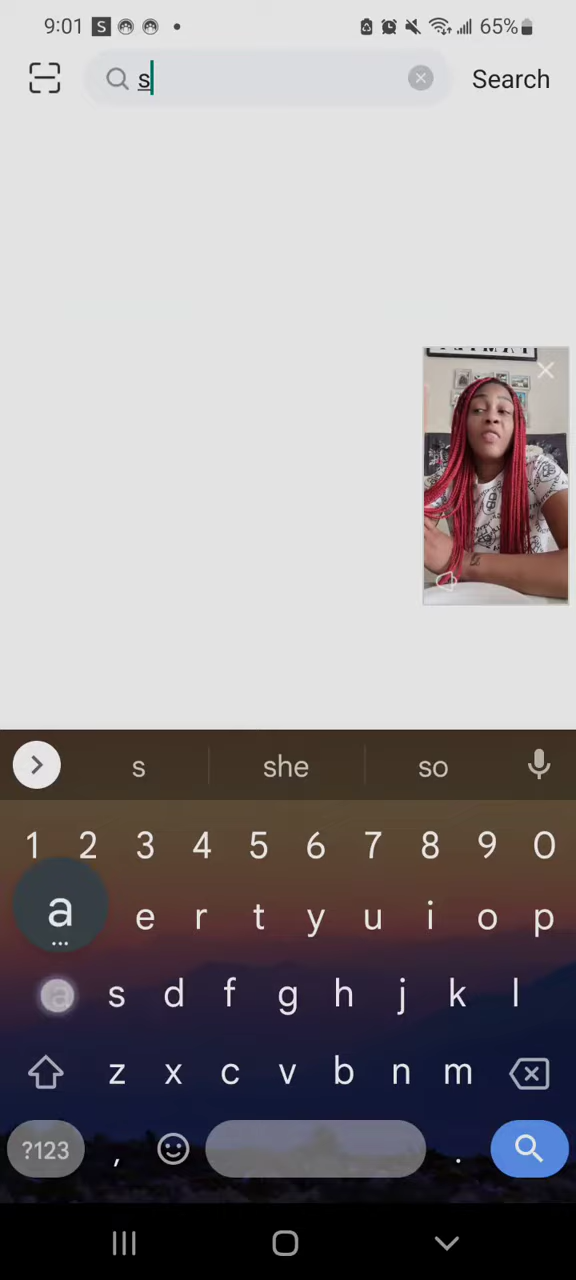 9:01 S 65%
s Search
s she so
1 2 3 4 5 6 7 8 9 0
a e r t y u i o p
a s d f g h j k l
z x c v b n m
?123 , .